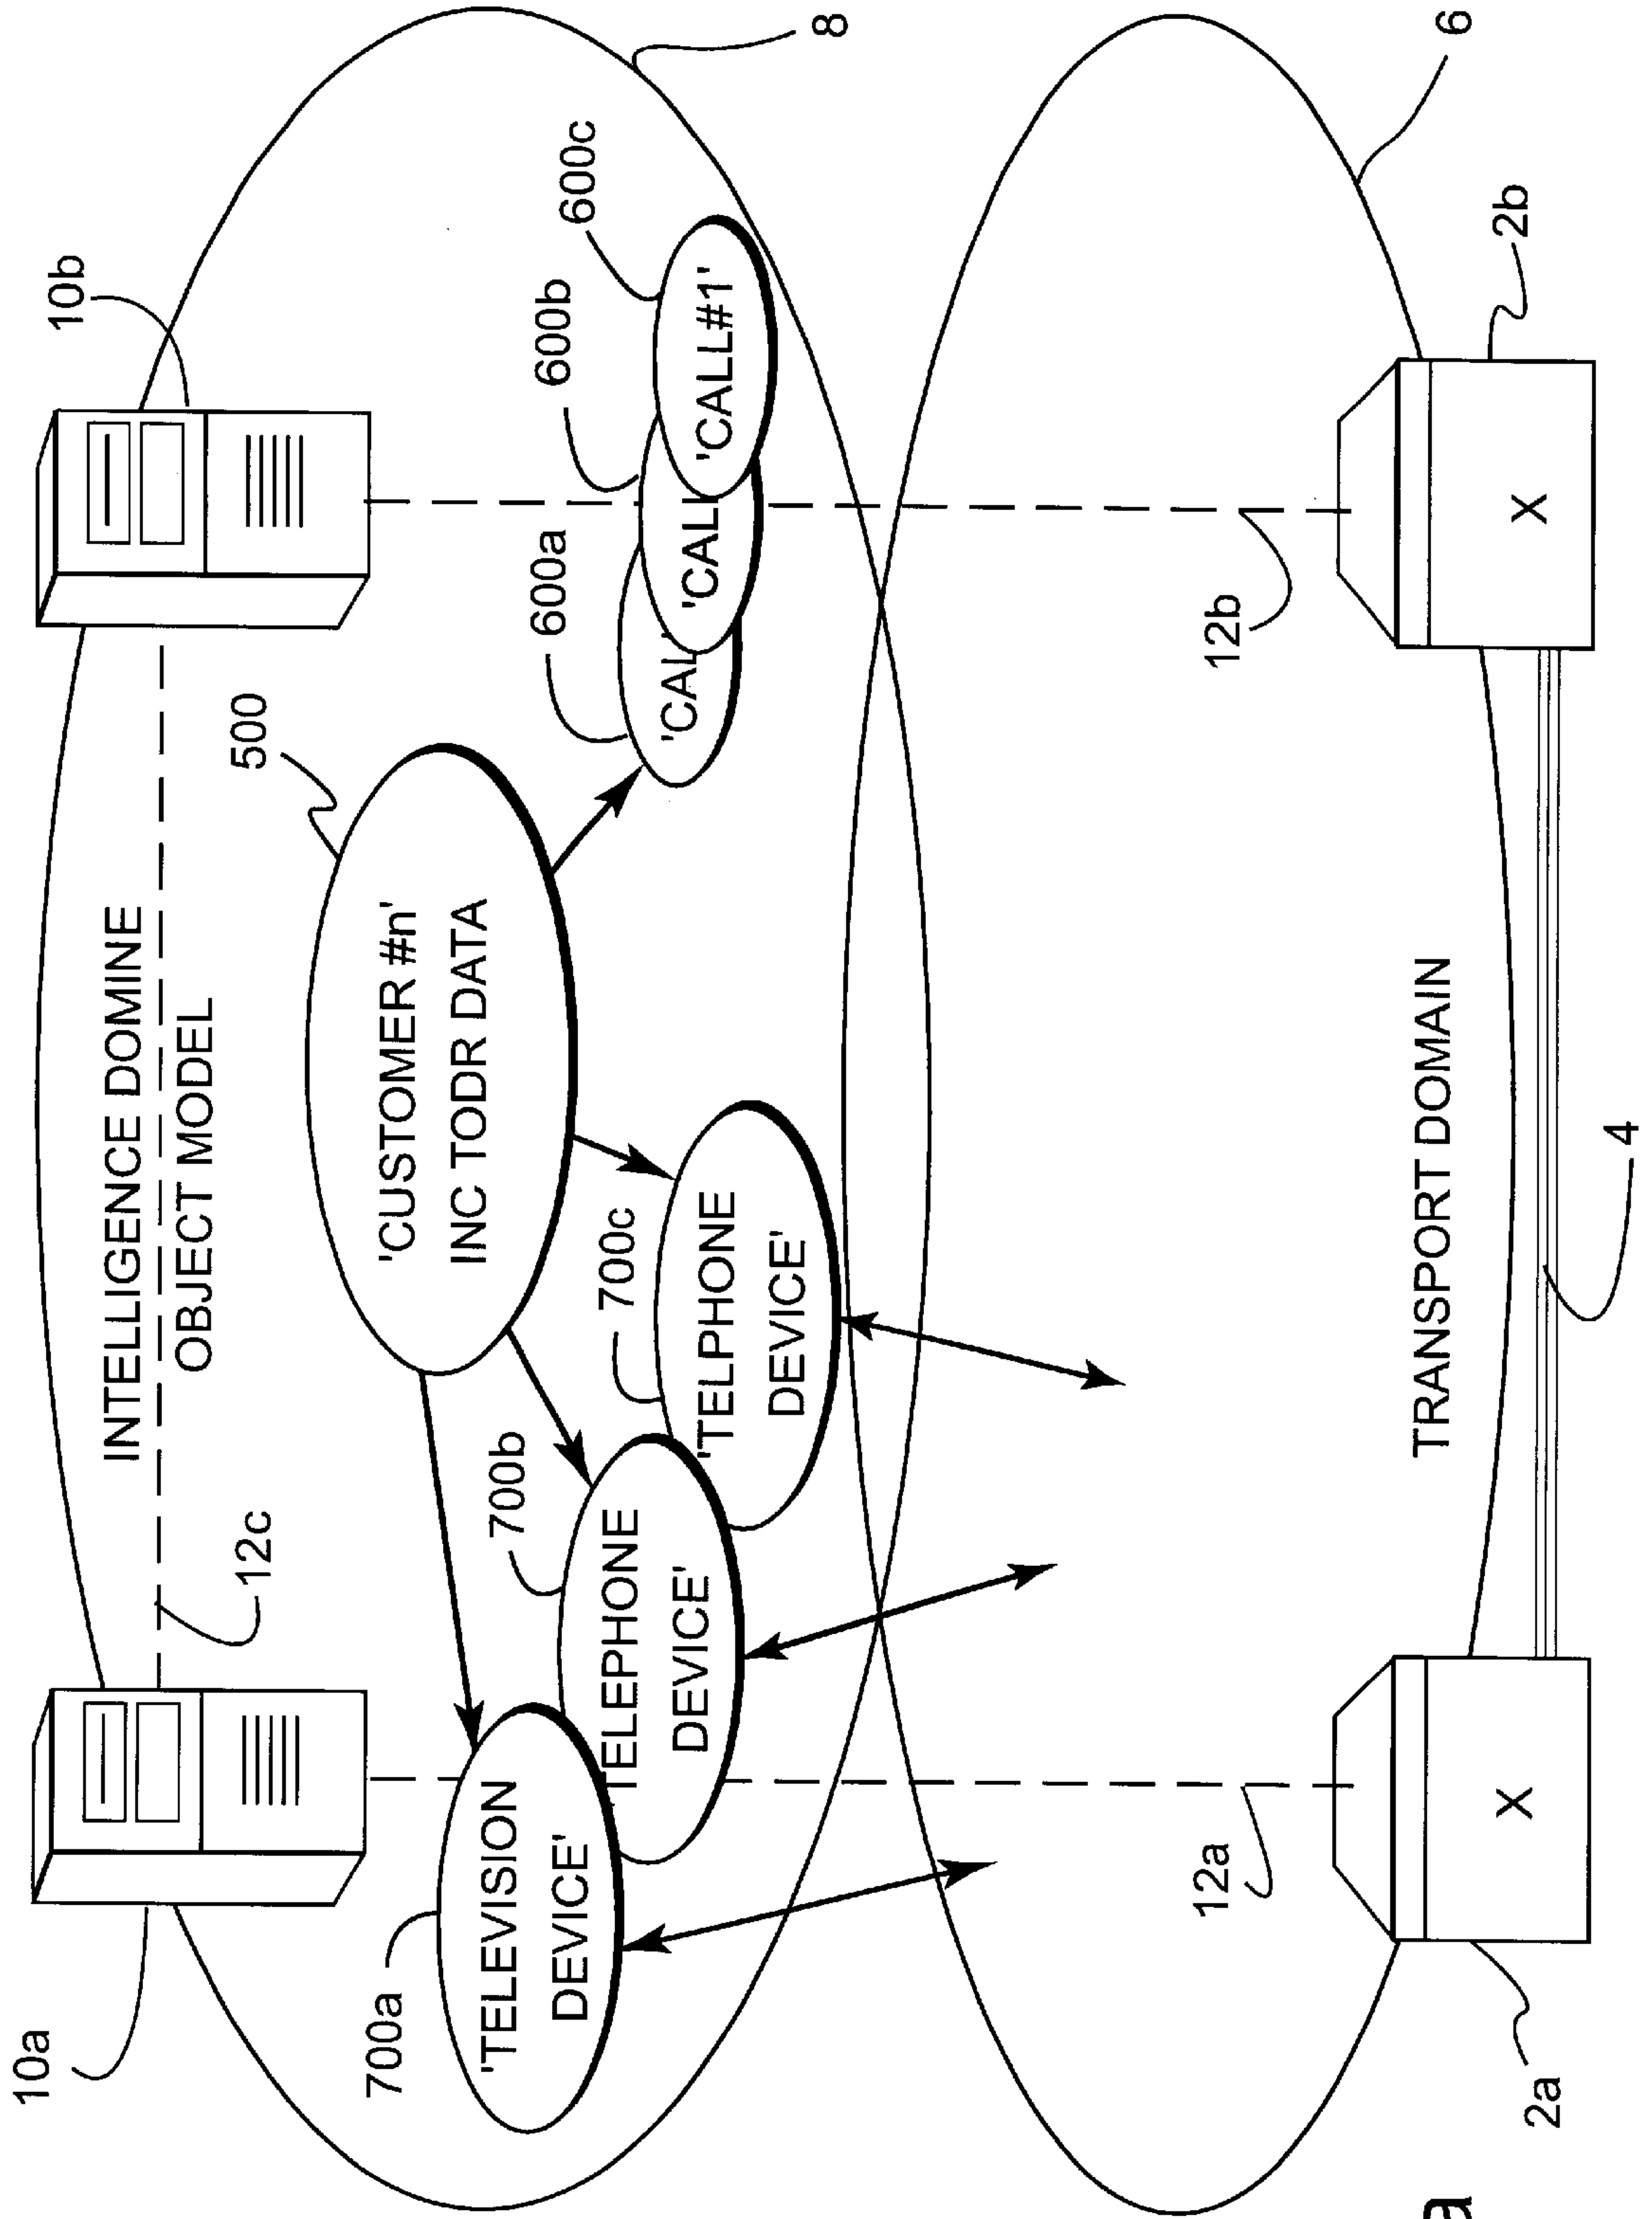 10a
10b
12c
INTELLIGENCE DOMINE
OBJECT MODEL
8
500
'CUSTOMER #n'
INC TODR DATA
600a
600b
600c
'CAL
'CALL
'CALL#1'
700a
'TELEVISION
DEVICE'
700b
TELEPHONE
DEVICE'
700c
'TELPHONE
DEVICE'
12a
12b
6
TRANSPORT DOMAIN
2a
X
4
X
2b
a